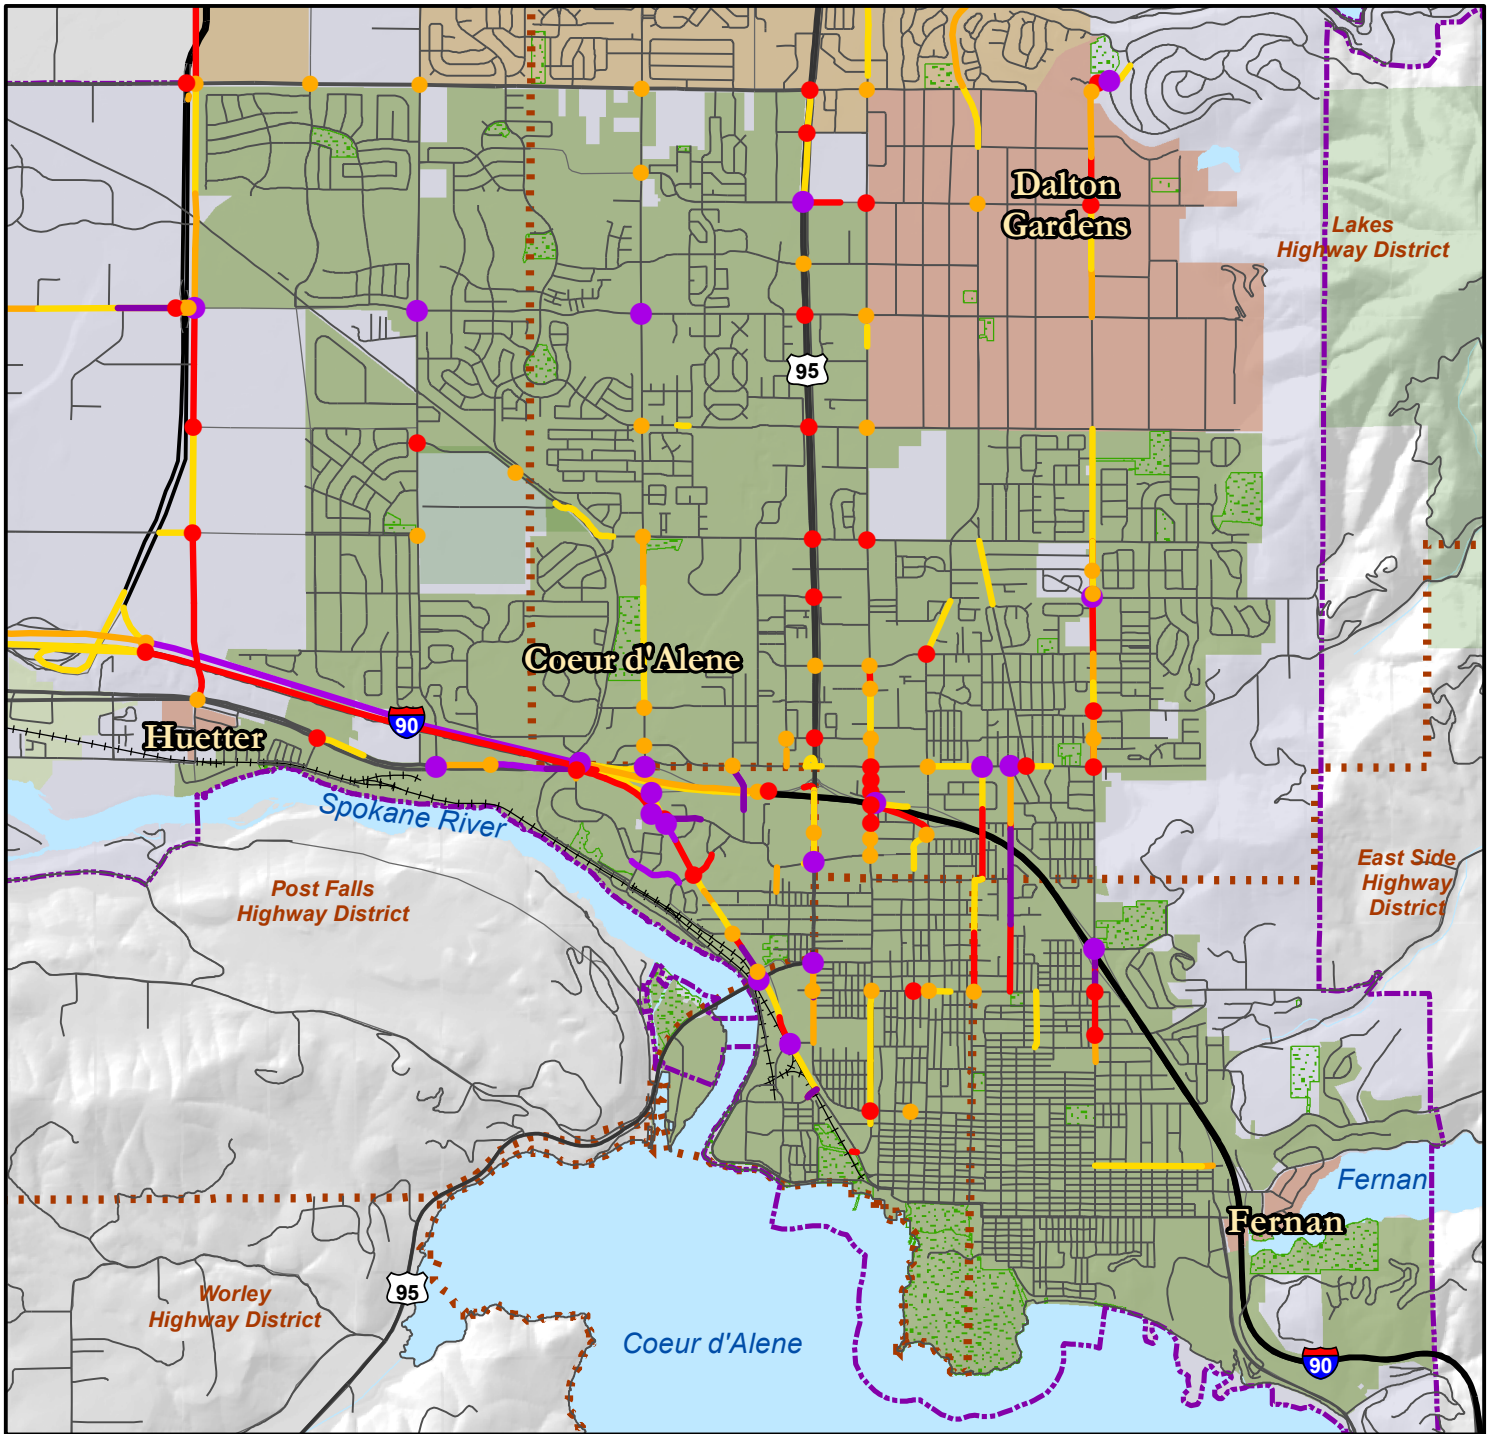 Dalton
Gardens
Lakes
Highway District
95
Coeur d'Alene
90
Huetter
Spokane River
Post Falls
Highway District
East Side
Highway
District
Fernan
Fernan
Worley
Highway District
95
Coeur d'Alene
90